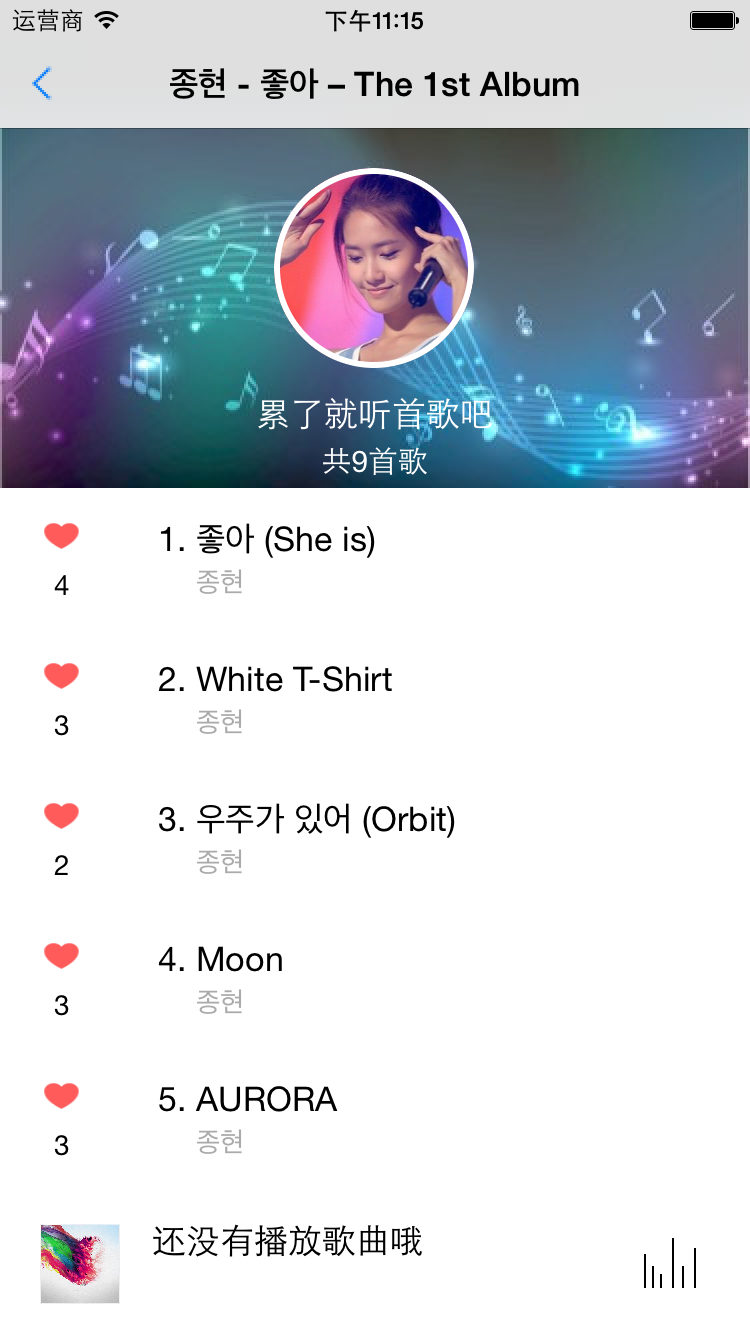 运营商 下午11:15
종현 - 좋아 – The 1st Album
累了就听首歌吧
共9首歌
1. 좋아 (She is)
종현
4
2. White T-Shirt
종현
3
3. 우주가 있어 (Orbit)
종현
2
4. Moon
종현
3
5. AURORA
종현
3
还没有播放歌曲哦